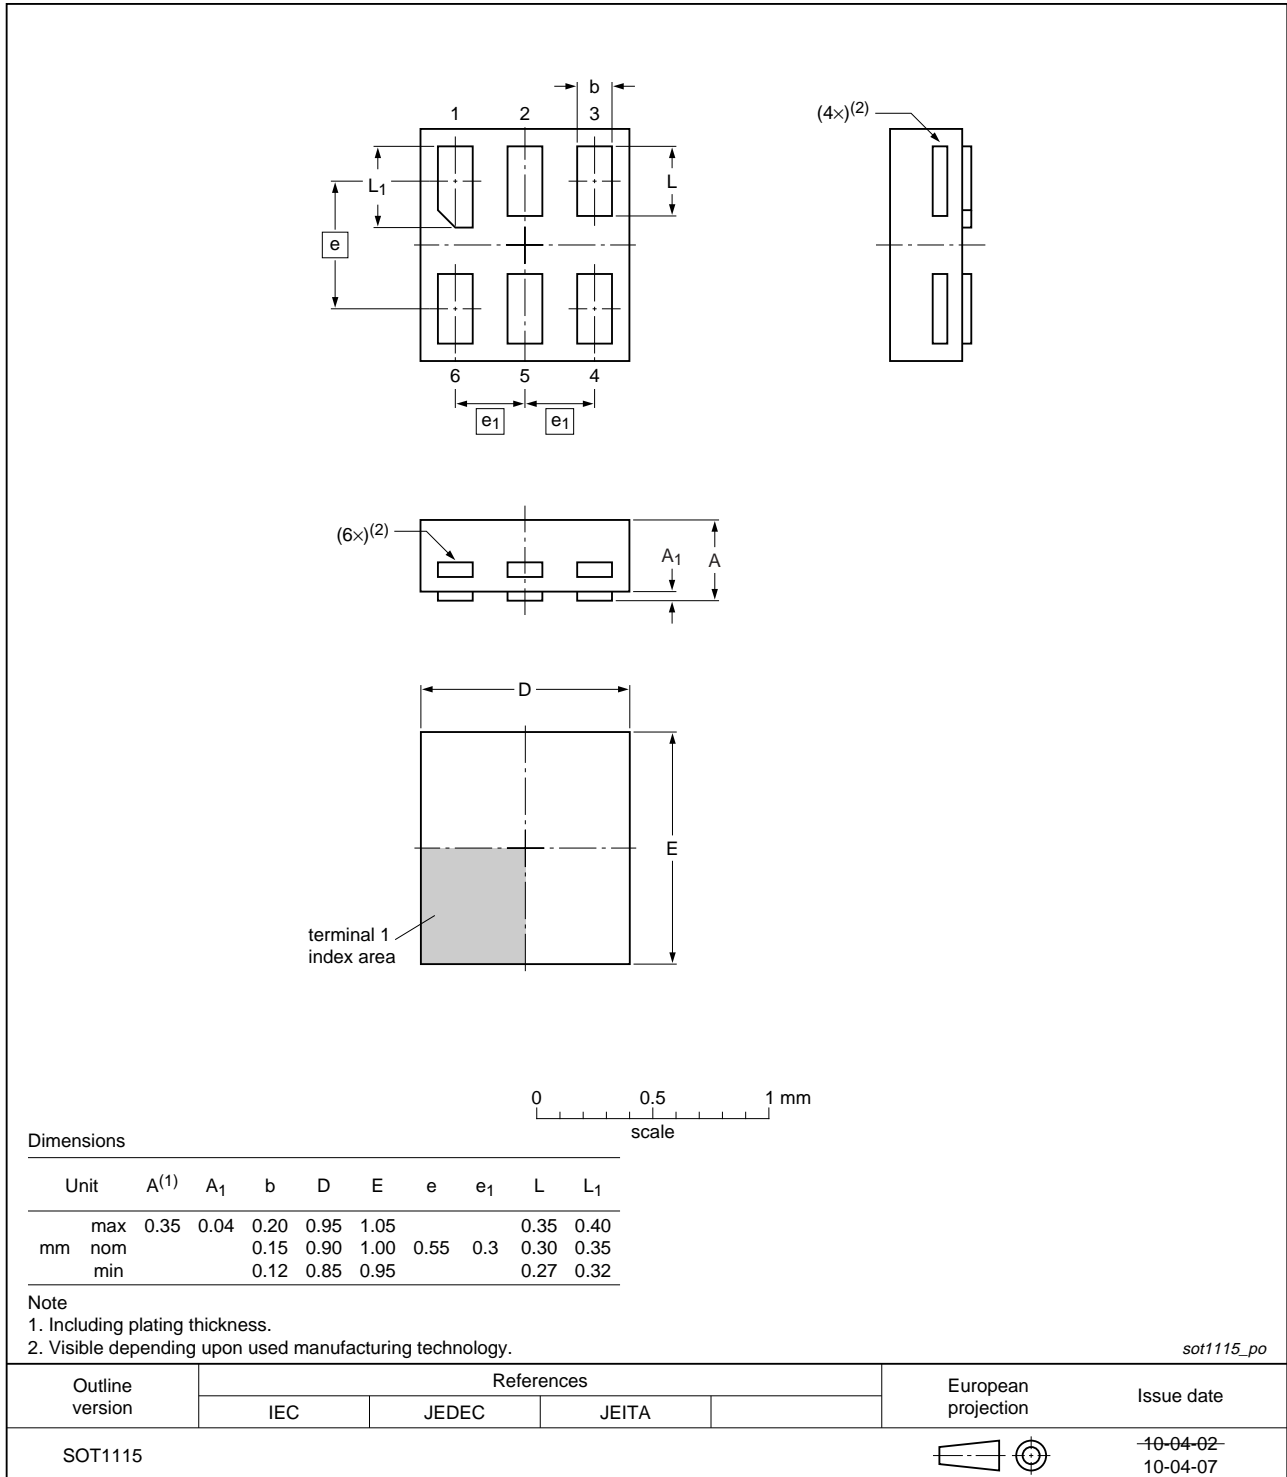 b
1 2 3
(4×)(2)
L1
L
e
6 5 4
e1 e1
(6×)(2)
A1 A
D
E
terminal 1
index area
0 0.5 1 mm
scale
Dimensions
Unit A(1) A1 b D E e e1 L L1
max 0.35 0.04 0.20 0.95 1.05 0.35 0.40
mm nom 0.15 0.90 1.00 0.55 0.3 0.30 0.35
min 0.12 0.85 0.95 0.27 0.32
Note
1. Including plating thickness.
2. Visible depending upon used manufacturing technology.
sot1115_po
Outline
version
References
IEC JEDEC JEITA
European
projection
Issue date
SOT1115
10-04-02
10-04-07